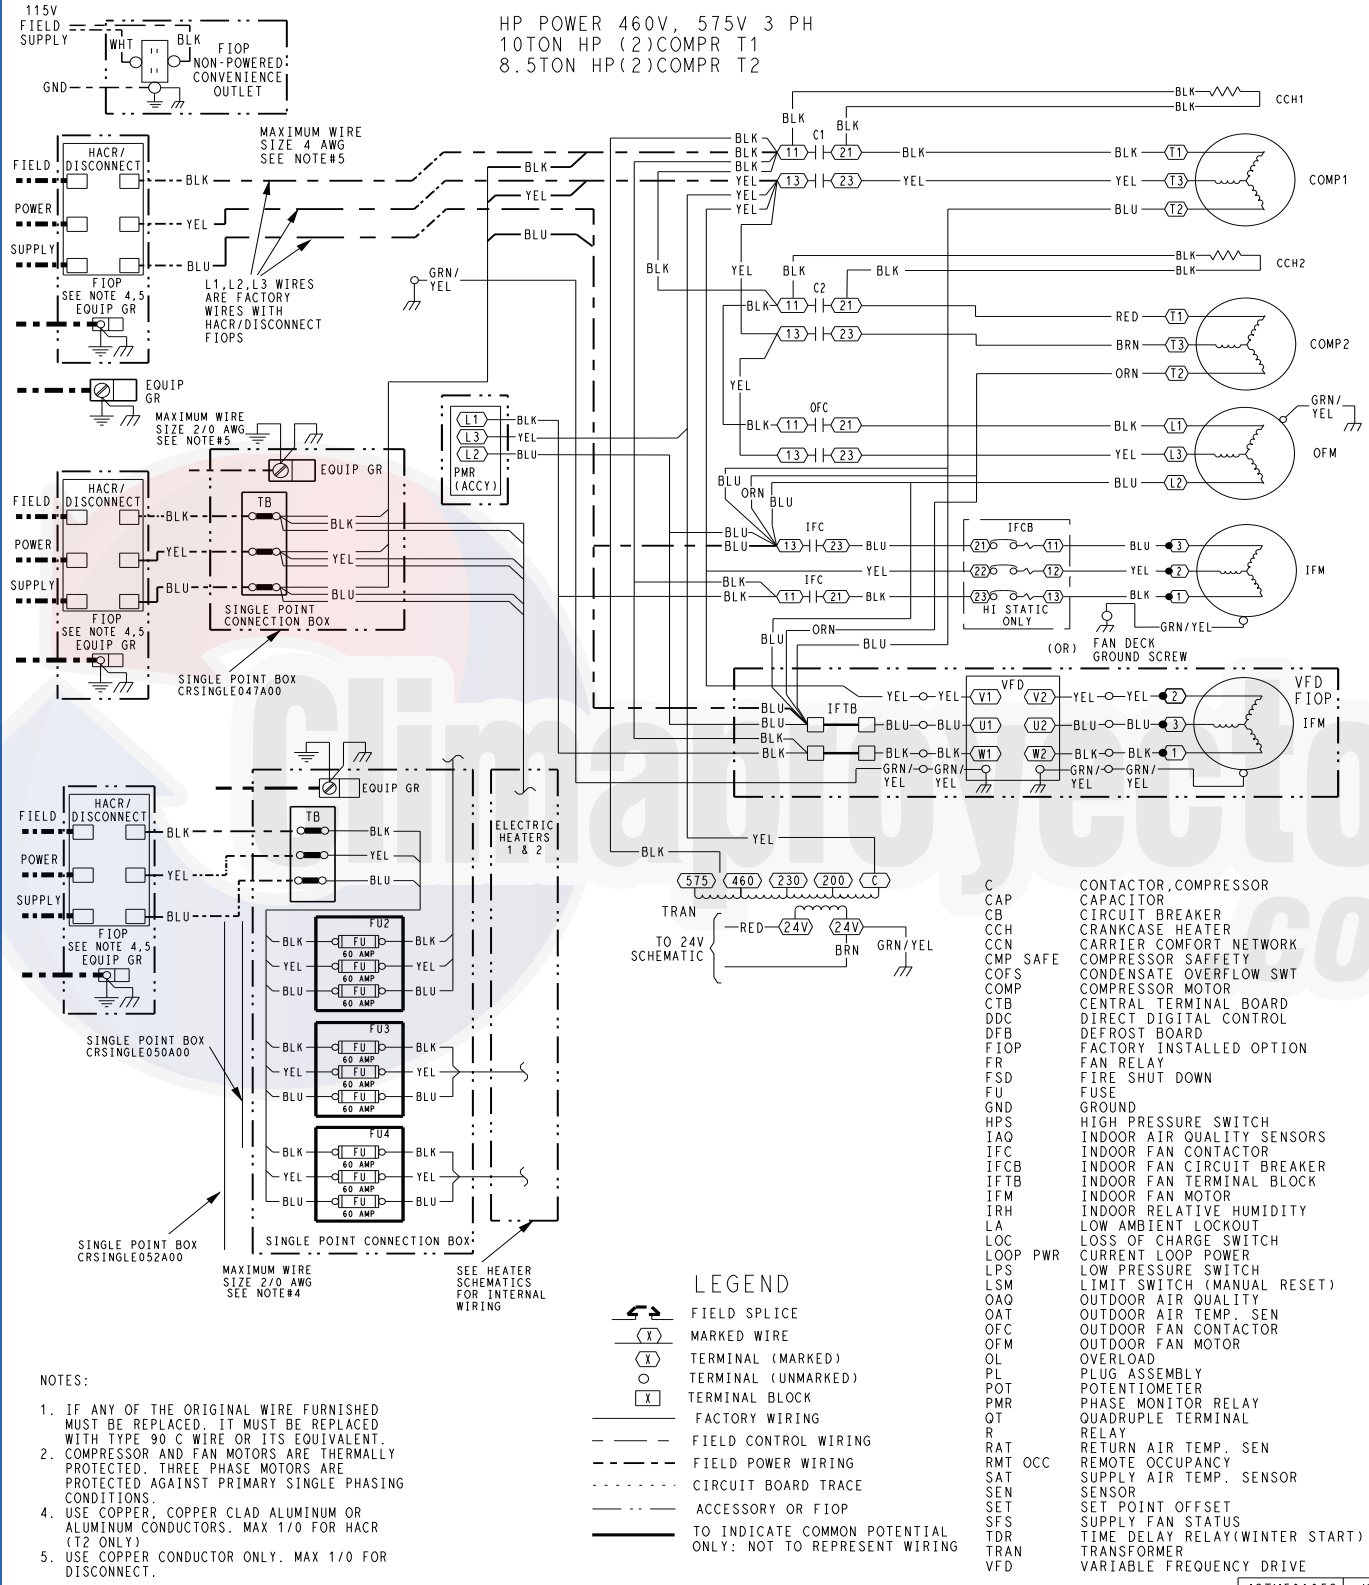 115V
FIELD
SUPPLY
WHT
BLK
FIOP
NON-POWERED
CONVENIENCE
OUTLET
GND
HP POWER 460V, 575V 3 PH
10TON HP (2)COMPR T1
8.5TON HP(2)COMPR T2
HACR/
DISCONNECT
FIELD
POWER
SUPPLY
BLK
YEL
BLU
FIOP
SEE NOTE 4,5
EQUIP GR
MAXIMUM WIRE
SIZE 4 AWG
SEE NOTE#5
L1,L2,L3 WIRES
ARE FACTORY
WIRES WITH
HACR/DISCONNECT
FIOPS
BLK
YEL
BLU
GRN/
YEL
EQUIP
GR
MAXIMUM WIRE
SIZE 2/0 AWG
SEE NOTE#5
EQUIP GR
HACR/
DISCONNECT
FIELD
POWER
SUPPLY
BLK
YEL
BLU
FIOP
SEE NOTE 4,5
EQUIP GR
TB
BLK
YEL
BLU
SINGLE POINT
CONNECTION BOX
SINGLE POINT BOX
CRSINGLE047A00
L1
L3
L2
PMR
(ACCY)
BLK
YEL
BLU
BLK
BLK
CCH1
BLK
BLK
C1
BLK
BLK
BLK
11
21
BLK
BLK
T1
YEL
YEL
YEL
13
23
YEL
YEL
T3
BLU
T2
COMP1
BLK
BLK
CCH2
BLK
YEL
BLK
BLK
C2
BLK
11
21
RED
T1
13
23
BRN
T3
ORN
T2
COMP2
YEL
OFC
BLK
11
21
BLK
L1
13
23
YEL
L3
BLU
L2
OFM
GRN/
YEL
BLU
ORN
BLU
BLU
BLU
IFC
13
23
BLU
YEL
BLK
BLK
IFC
11
21
BLK
IFCB
21
11
22
12
23
13
HI STATIC
ONLY
BLU
3
YEL
2
BLK
1
IFM
GRN/YEL
(OR)
FAN DECK
GROUND SCREW
BLU
ORN
BLU
VFD
FIOP
IFM
BLU
BLU
BLK
BLK
IFTB
YEL
YEL
BLU
BLU
BLK
BLK
GRN/
YEL
GRN/
YEL
VFD
V1
V2
U1
U2
W1
W2
YEL
YEL
2
BLU
BLU
3
BLK
BLK
1
GRN/
YEL
GRN/
YEL
BLK
YEL
575
460
230
200
C
TRAN
TO 24V
SCHEMATIC
RED
24V
24V
BRN
GRN/YEL
HACR/
DISCONNECT
FIELD
POWER
SUPPLY
BLK
YEL
BLU
FIOP
SEE NOTE 4,5
EQUIP GR
EQUIP GR
TB
BLK
YEL
BLU
ELECTRIC
HEATERS
1 & 2
FU2
BLK
FU
BLK
60 AMP
YEL
FU
YEL
60 AMP
BLU
FU
BLU
60 AMP
FU3
BLK
FU
BLK
60 AMP
YEL
FU
YEL
60 AMP
BLU
FU
BLU
60 AMP
FU4
BLK
FU
BLK
60 AMP
YEL
FU
YEL
60 AMP
BLU
FU
BLU
60 AMP
SINGLE POINT CONNECTION BOX
SINGLE POINT BOX
CRSINGLE050A00
SINGLE POINT BOX
CRSINGLE052A00
MAXIMUM WIRE
SIZE 2/0 AWG
SEE NOTE#4
SEE HEATER
SCHEMATICS
FOR INTERNAL
WIRING
Climaproyecto
co
LEGEND
FIELD SPLICE
X MARKED WIRE
X TERMINAL (MARKED)
TERMINAL (UNMARKED)
X TERMINAL BLOCK
FACTORY WIRING
FIELD CONTROL WIRING
FIELD POWER WIRING
CIRCUIT BOARD TRACE
ACCESSORY OR FIOP
TO INDICATE COMMON POTENTIAL
ONLY: NOT TO REPRESENT WIRING
NOTES:
1. IF ANY OF THE ORIGINAL WIRE FURNISHED
MUST BE REPLACED, IT MUST BE REPLACED
WITH TYPE 90 C WIRE OR ITS EQUIVALENT.
2. COMPRESSOR AND FAN MOTORS ARE THERMALLY
PROTECTED. THREE PHASE MOTORS ARE
PROTECTED AGAINST PRIMARY SINGLE PHASING
CONDITIONS.
4. USE COPPER, COPPER CLAD ALUMINUM OR
ALUMINUM CONDUCTORS. MAX 1/0 FOR HACR
(T2 ONLY)
5. USE COPPER CONDUCTOR ONLY. MAX 1/0 FOR
DISCONNECT.
C CONTACTOR,COMPRESSOR
CAP CAPACITOR
CB CIRCUIT BREAKER
CCH CRANKCASE HEATER
CCN CARRIER COMFORT NETWORK
CMP SAFE COMPRESSOR SAFFETY
COFS CONDENSATE OVERFLOW SWT
COMP COMPRESSOR MOTOR
CTB CENTRAL TERMINAL BOARD
DDC DIRECT DIGITAL CONTROL
DFB DEFROST BOARD
FIOP FACTORY INSTALLED OPTION
FR FAN RELAY
FSD FIRE SHUT DOWN
FU FUSE
GND GROUND
HPS HIGH PRESSURE SWITCH
IAQ INDOOR AIR QUALITY SENSORS
IFC INDOOR FAN CONTACTOR
IFCB INDOOR FAN CIRCUIT BREAKER
IFTB INDOOR FAN TERMINAL BLOCK
IFM INDOOR FAN MOTOR
IRH INDOOR RELATIVE HUMIDITY
LA LOW AMBIENT LOCKOUT
LOC LOSS OF CHARGE SWITCH
LOOP PWR CURRENT LOOP POWER
LPS LOW PRESSURE SWITCH
LSM LIMIT SWITCH (MANUAL RESET)
OAQ OUTDOOR AIR QUALITY
OAT OUTDOOR AIR TEMP. SEN
OFC OUTDOOR FAN CONTACTOR
OFM OUTDOOR FAN MOTOR
OL OVERLOAD
PL PLUG ASSEMBLY
POT POTENTIOMETER
PMR PHASE MONITOR RELAY
QT QUADRUPLE TERMINAL
R RELAY
RAT RETURN AIR TEMP. SEN
RMT OCC REMOTE OCCUPANCY
SAT SUPPLY AIR TEMP. SENSOR
SEN SENSOR
SET SET POINT OFFSET
SFS SUPPLY FAN STATUS
TDR TIME DELAY RELAY(WINTER START)
TRAN TRANSFORMER
VFD VARIABLE FREQUENCY DRIVE